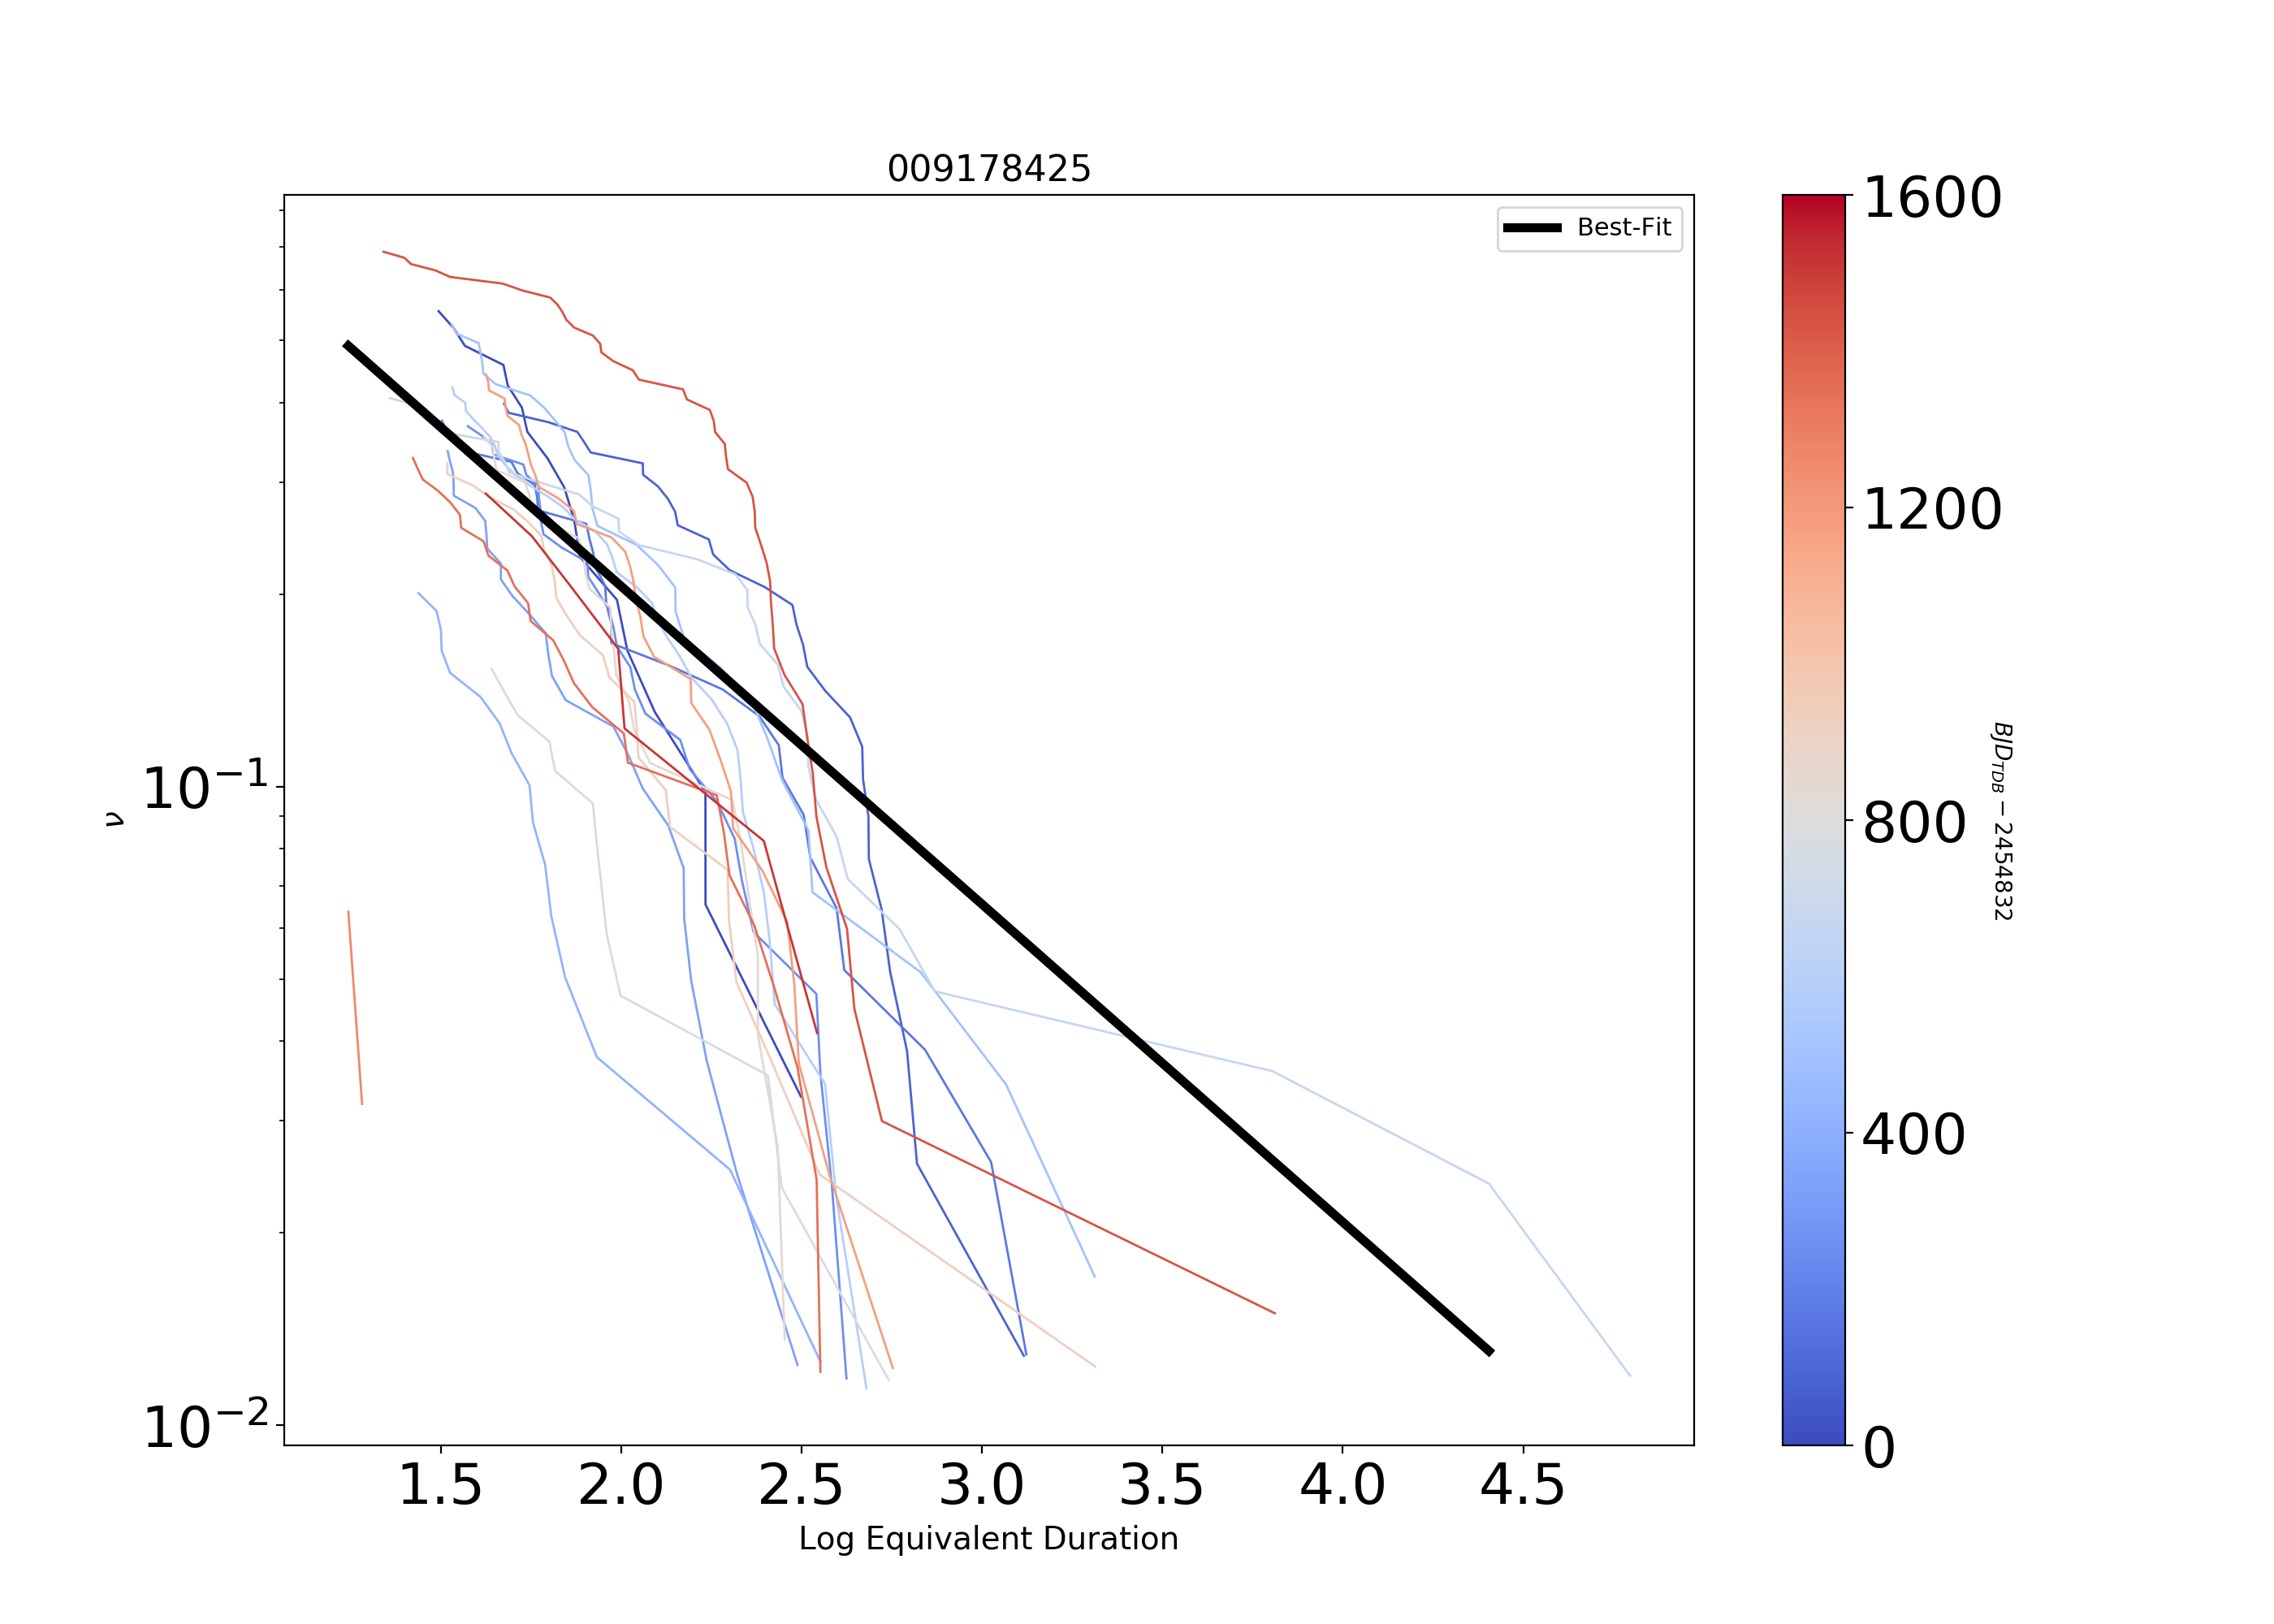 009178425
Best-Fit
10⁻¹
10⁻²
ν
1.5 2.0 2.5 3.0 3.5 4.0 4.5
Log Equivalent Duration
1600
1200
800
400
0
BJD_TDB − 2454832